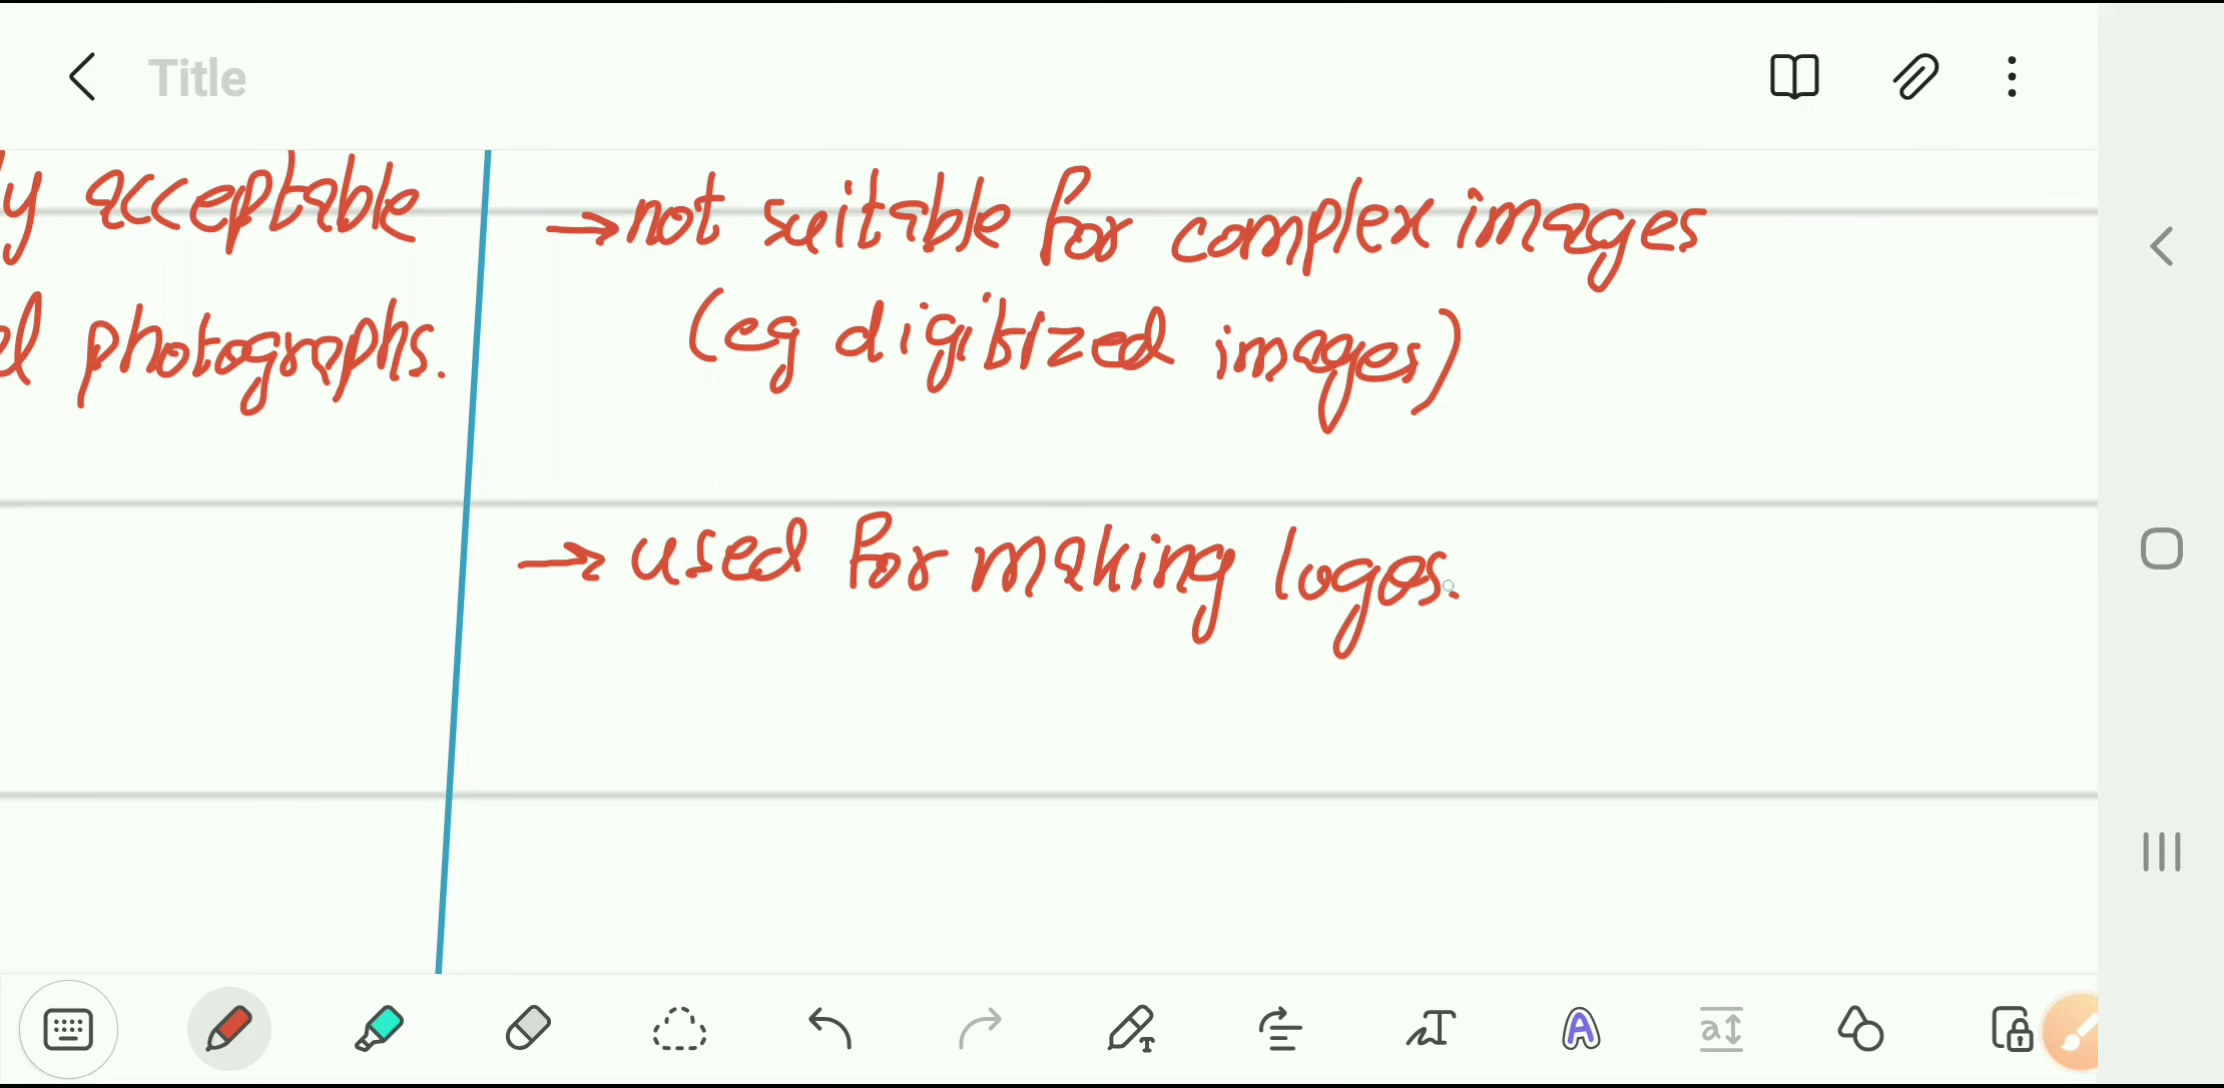 Title
y acceptable
photographs.
→not suitable for complex images
(eg digitized images)
→ used for making logos.